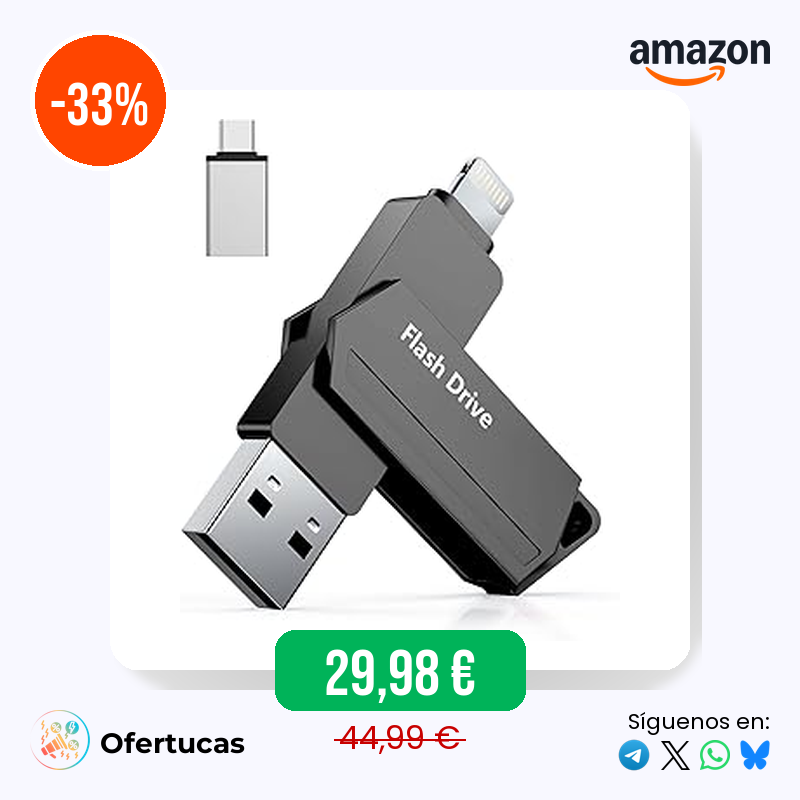 -33%
amazon
Flash Drive
29,98 €
44,99 €
Ofertucas
Síguenos en: